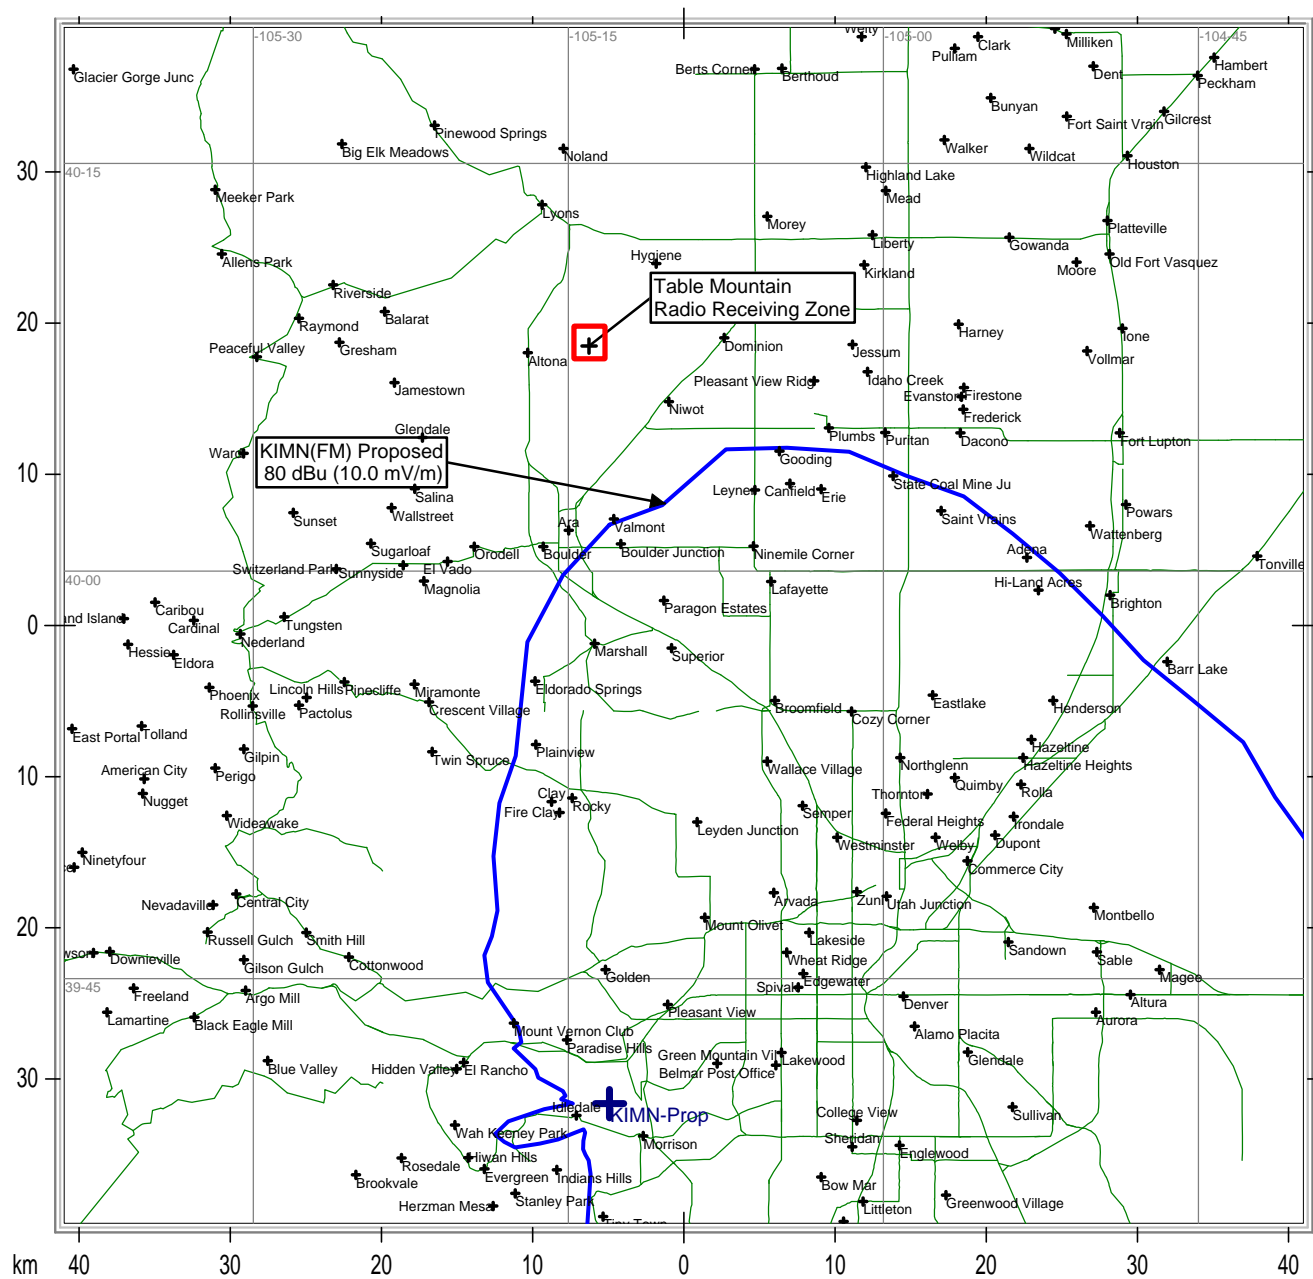 -105-30
-105-15
-105-00
-104-45
Clark
Milliken
Pulliam
Hambert
Glacier Gorge Junc
Berts Corner
Berthoud
Dent
Peckham
Bunyan
Fort Saint Vrain
Gilcrest
Pinewood Springs
Big Elk Meadows
Noland
Walker
Wildcat
Houston
30
40-15
Highland Lake
Meeker Park
Mead
Lyons
Morey
Platteville
Liberty
Gowanda
Allens Park
Hygiene
Kirkland
Moore
Old Fort Vasquez
Riverside
Table Mountain
Radio Receiving Zone
Balarat
20
Raymond
Harney
Ione
Peaceful Valley
Gresham
Altona
Dominion
Jessum
Vollmar
Jamestown
Pleasant View Ridg
Idaho Creek
Evanston
Firestone
Niwot
Frederick
Glendale
Plumbs
Puritan
Dacono
Fort Lupton
Ward
KIMN(FM) Proposed
80 dBu (10.0 mV/m)
10
Gooding
Salina
Leyner
Canfield
Erie
State Coal Mine Ju
Sunset
Wallstreet
Ara
Valmont
Saint Vrains
Powars
Wattenberg
Sugarloaf
Orodell
Boulder
Boulder Junction
Ninemile Corner
Adena
Tonville
Switzerland Park
Sunnyside
El Vado
40-00
Magnolia
Lafayette
Hi-Land Acres
Brighton
Caribou
Paragon Estates
and Island
Cardinal
Tungsten
0
Hessie
Nederland
Marshall
Superior
Eldora
Barr Lake
Phoenix
Lincoln Hills
Pinecliffe
Miramonte
Eldorado Springs
Rollinsville
Pactolus
Crescent Village
Broomfield
Cozy Corner
Eastlake
Henderson
East Portal
Tolland
Gilpin
Twin Spruce
Plainview
Hazeltine
Wallace Village
Northglenn
Hazeltine Heights
American City
Perigo
10
Quimby
Nugget
Clay
Rocky
Thornton
Rolla
Fire Clay
Semper
Wideawake
Leyden Junction
Federal Heights
Irondale
Westminster
Welby
Dupont
Ninetyfour
Commerce City
Central City
Arvada
Zuni
Utah Junction
Nevadaville
Montbello
Mount Olivet
20
Russell Gulch
Smith Hill
Lakeside
Sandown
wson
Downieville
Gilson Gulch
Cottonwood
Wheat Ridge
Sable
Golden
Edgewater
Magee
39-45
Freeland
Argo Mill
Spivak
Denver
Altura
Lamartine
Black Eagle Mill
Pleasant View
Aurora
Mount Vernon Club
Alamo Placita
Paradise Hills
Green Mountain Vil
Lakewood
Glendale
30
Blue Valley
Hidden Valley
El Rancho
Belmar Post Office
Idledale
KIMN-Prop
College View
Sullivan
Wah Keeney Park
Morrison
Sheridan
Englewood
Rosedale
Hiwan Hills
Brookvale
Evergreen
Indians Hills
Bow Mar
Herzman Mesa
Stanley Park
Littleton
Greenwood Village
km
40
30
20
10
0
10
20
30
40